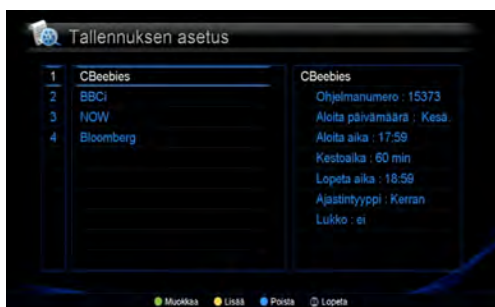 Tallennuksen asetus
1 CBeebies
2 BBCi
3 NOW
4 Bloomberg
CBeebies
Ohjelmanumero : 15373
Aloita päivämäärä : Kesä.
Aloita aika : 17:59
Kestoaika : 60 min
Lopeta aika : 18:59
Ajastintyyppi : Kerran
Lukko : ei
Muokkaa Lisää Poista Lopeta